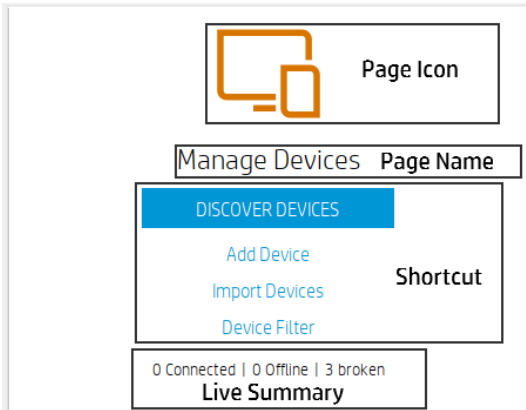 Page Icon
Manage Devices Page Name
DISCOVER DEVICES
Add Device
Import Devices
Shortcut
Device Filter
0 Connected | 0 Offline | 3 broken
Live Summary